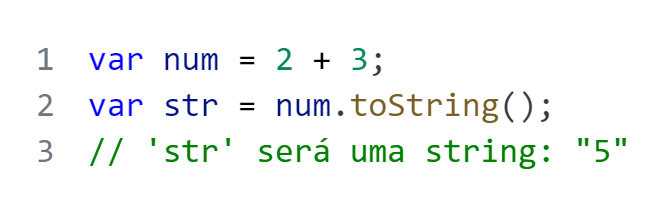 1 var num = 2 + 3;
2 var str = num.toString();
3 // 'str' será uma string: "5"